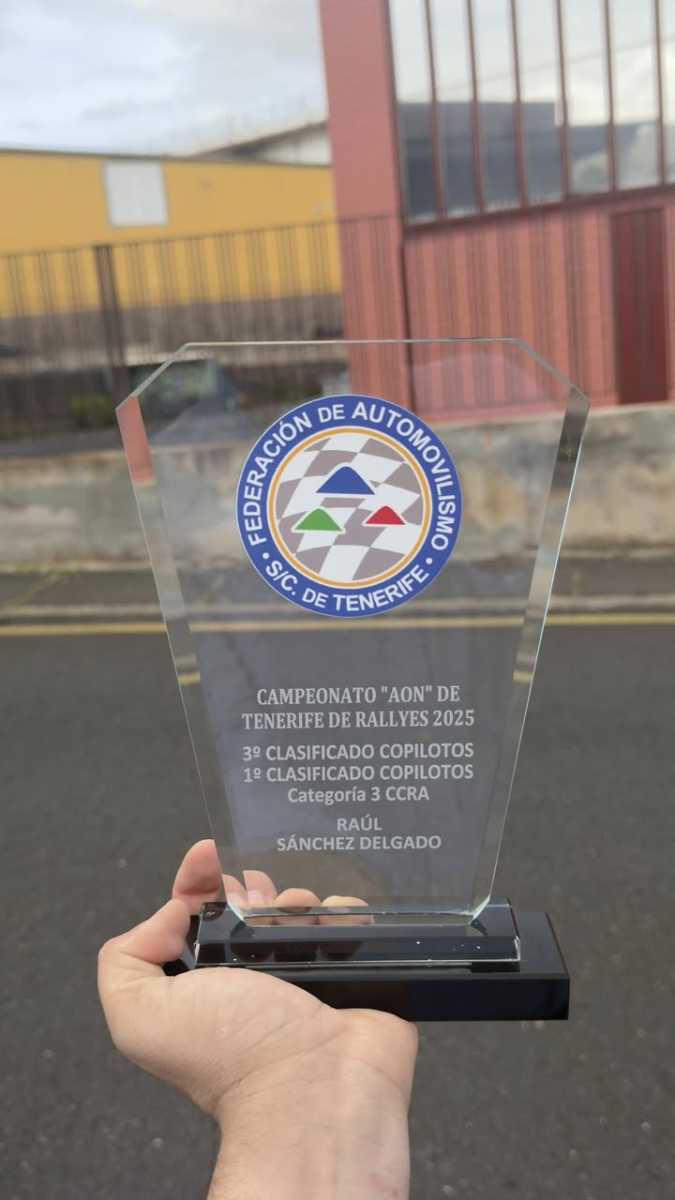 FEDERACIÓN DE AUTOMOVILISMO
• S/C. DE TENERIFE •
CAMPEONATO "AON" DE
TENERIFE DE RALLYES 2025
3º CLASIFICADO COPILOTOS
1º CLASIFICADO COPILOTOS
Categoría 3 CCRA
RAÚL
SÁNCHEZ DELGADO